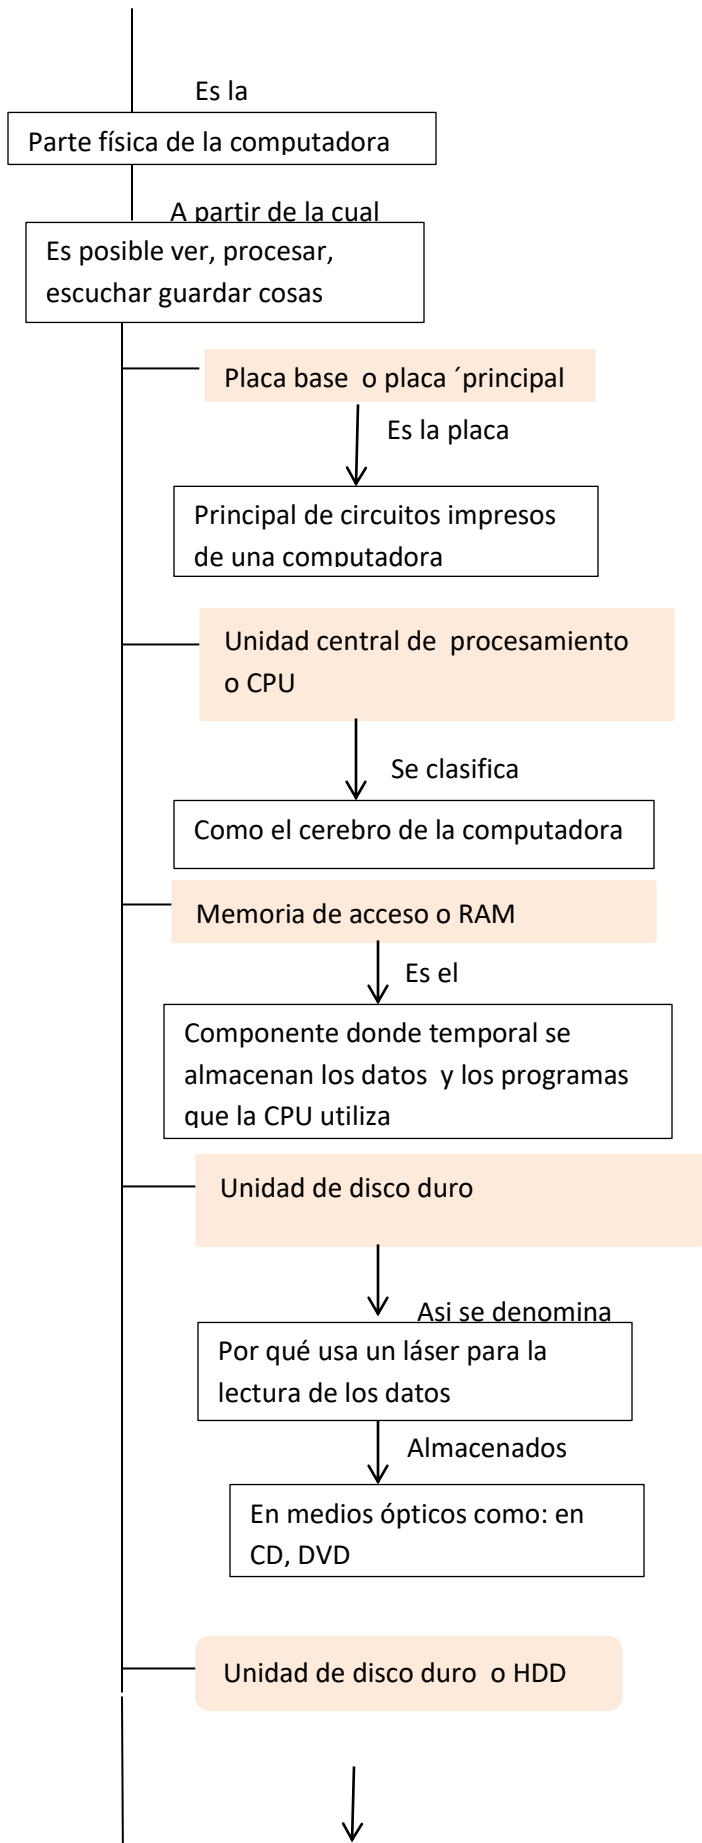 Es la
Parte física de la computadora
A partir de la cual
Es posible ver, procesar,
escuchar guardar cosas
Placa base  o placa ´principal
Es la placa
Principal de circuitos impresos
de una computadora
Unidad central de  procesamiento
o CPU
Se clasifica
Como el cerebro de la computadora
Memoria de acceso o RAM
Es el
Componente donde temporal se
almacenan los datos  y los programas
que la CPU utiliza
Unidad de disco duro
Asi se denomina
Por qué usa un láser para la
lectura de los datos
Almacenados
En medios ópticos como: en
CD, DVD
Unidad de disco duro  o HDD